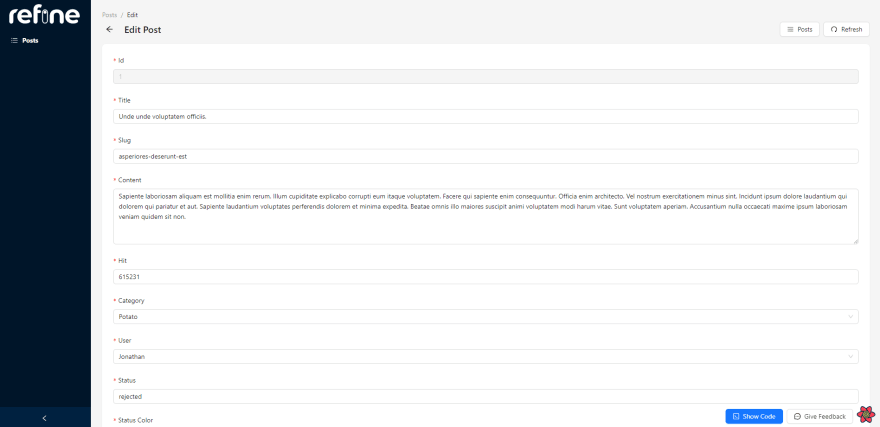 refine
Posts
Posts / Edit
Edit Post
Posts
Refresh
* Id
1
* Title
Unde unde voluptatem officiis.
* Slug
asperiores-deserunt-est
* Content
Sapiente laboriosam aliquam est mollitia enim rerum. Illum cupiditate explicabo corrupti eum itaque voluptatem. Facere qui sapiente enim consequuntur. Officia enim architecto. Vel nostrum exercitationem minus sint. Incidunt ipsum dolore laudantium qui
dolorem qui pariatur et aut. Sapiente laudantium voluptates perferendis dolorem et minima expedita. Beatae omnis illo maiores suscipit animi voluptatem modi harum vitae. Sunt voluptatem aperiam. Accusantium nulla occaecati maxime ipsum laboriosam
veniam quidem sit non.
* Hit
615231
* Category
Potato
* User
Jonathan
* Status
rejected
* Status Color
Show Code
Give Feedback